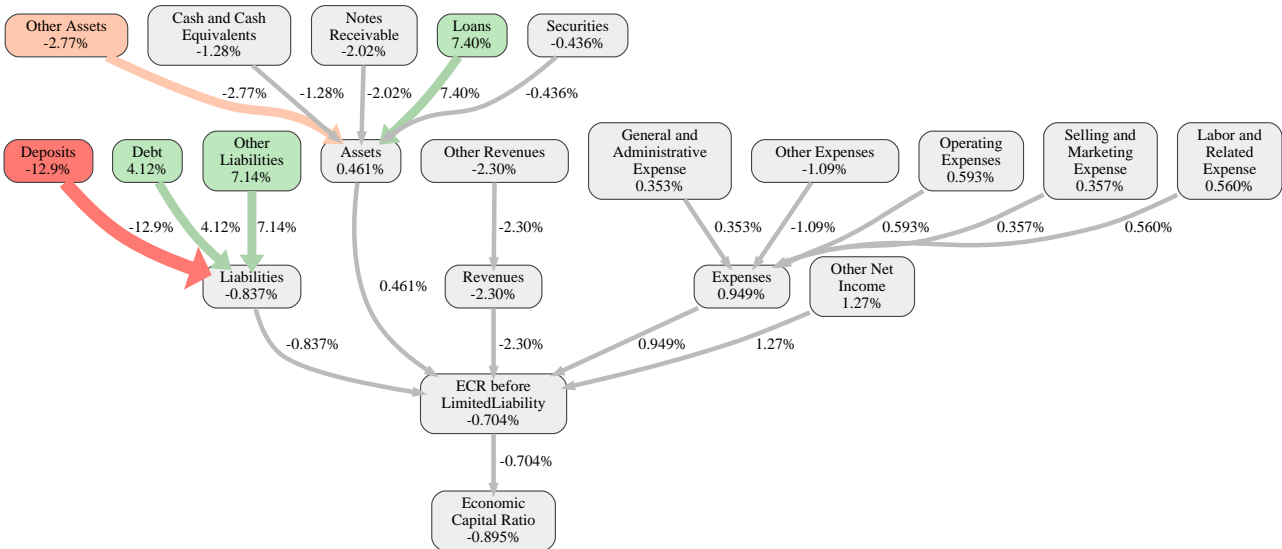 Other Assets
-2.77%
Cash and Cash
Equivalents
-1.28%
Notes
Receivable
-2.02%
Loans
7.40%
Securities
-0.436%
-2.77%
-1.28%
-2.02%
7.40%
-0.436%
Deposits
-12.9%
Debt
4.12%
Other
Liabilities
7.14%
Assets
0.461%
Other Revenues
-2.30%
General and
Administrative
Expense
0.353%
Other Expenses
-1.09%
Operating
Expenses
0.593%
Selling and
Marketing
Expense
0.357%
Labor and
Related
Expense
0.560%
-12.9%
4.12%
7.14%
-2.30%
0.353%
-1.09%
0.593%
0.357%
0.560%
Liabilities
-0.837%
0.461%
Revenues
-2.30%
Expenses
0.949%
Other Net
Income
1.27%
-0.837%
-2.30%
0.949%
1.27%
ECR before
LimitedLiability
-0.704%
-0.704%
Economic
Capital Ratio
-0.895%